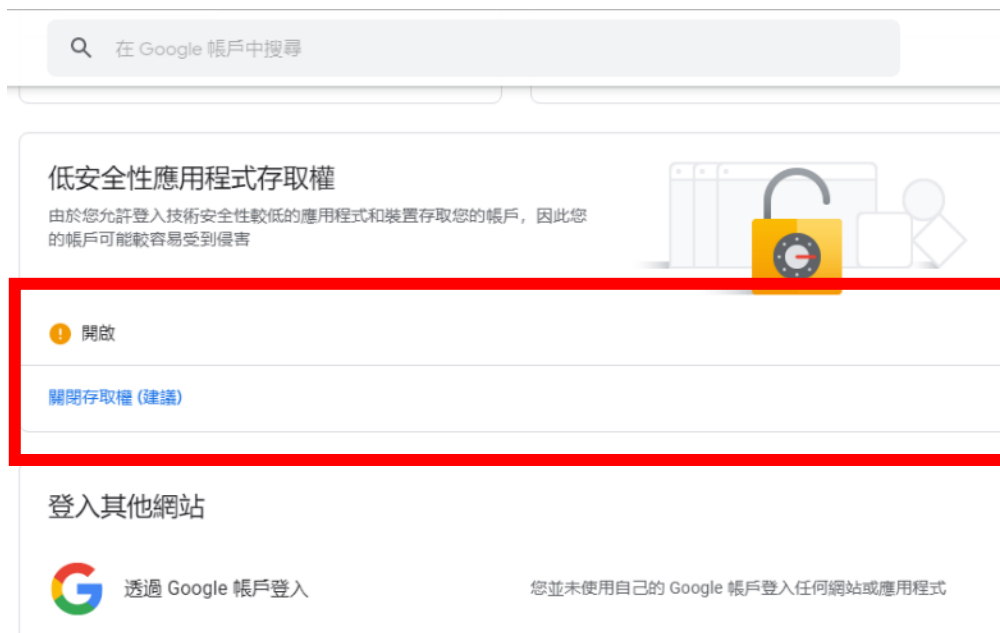 在 Google 帳戶中搜尋
低安全性應用程式存取權
由於您允許登入技術安全性較低的應用程式和裝置存取您的帳戶，因此您
的帳戶可能較容易受到侵害
開啟
關閉存取權 (建議)
登入其他網站
透過 Google 帳戶登入
您並未使用自己的 Google 帳戶登入任何網站或應用程式